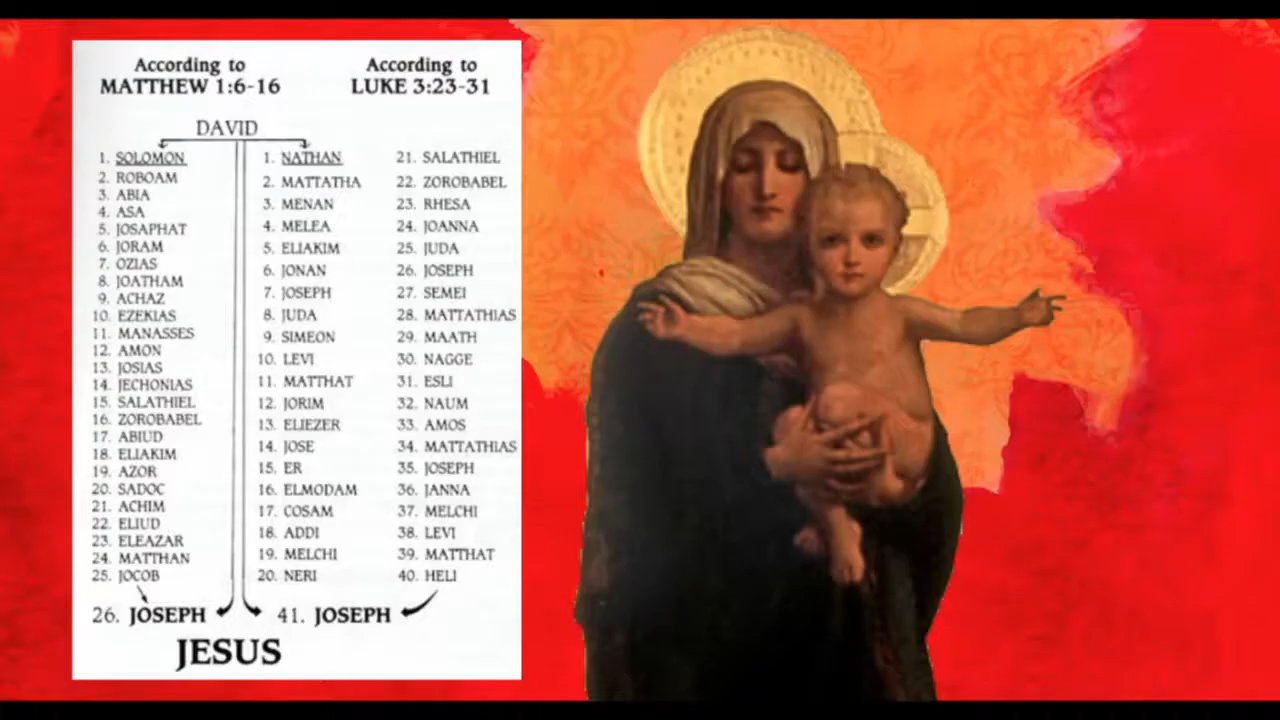 According to
MATTHEW 1:6-16
According to
LUKE 3:23-31
DAVID
1. SOLOMON
2. ROBOAM
3. ABIA
4. ASA
5. JOSAPHAT
6. JORAM
7. OZIAS
8. JOATHAM
9. ACHAZ
10. EZEKIAS
11. MANASSES
12. AMON
13. JOSIAS
14. JECHONIAS
15. SALATHIEL
16. ZOROBABEL
17. ABIUD
18. ELIAKIM
19. AZOR
20. SADOC
21. ACHIM
22. ELIUD
23. ELEAZAR
24. MATTHAN
25. JOCOB
26. JOSEPH
1. NATHAN
2. MATTATHA
3. MENAN
4. MELEA
5. ELIAKIM
6. JONAN
7. JOSEPH
8. JUDA
9. SIMEON
10. LEVI
11. MATTHAT
12. JORIM
13. ELIEZER
14. JOSE
15. ER
16. ELMODAM
17. COSAM
18. ADDI
19. MELCHI
20. NERI
21. SALATHIEL
22. ZOROBABEL
23. RHESA
24. JOANNA
25. JUDA
26. JOSEPH
27. SEMEI
28. MATTATHIAS
29. MAATH
30. NAGGE
31. ESLI
32. NAUM
33. AMOS
34. MATTATHIAS
35. JOSEPH
36. JANNA
37. MELCHI
38. LEVI
39. MATTHAT
40. HELI
41. JOSEPH
JESUS